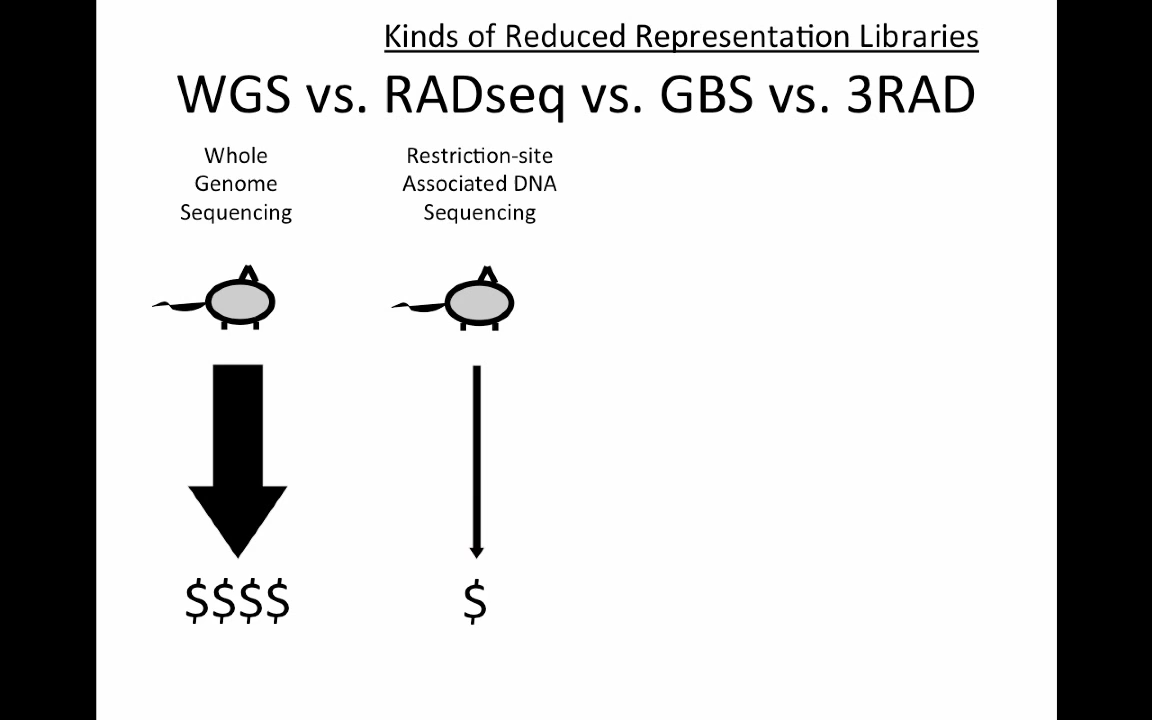 Kinds of Reduced Representation Libraries
WGS vs. RADseq vs. GBS vs. 3RAD
Whole
Genome
Sequencing
Restriction-site
Associated DNA
Sequencing
$$$$
$